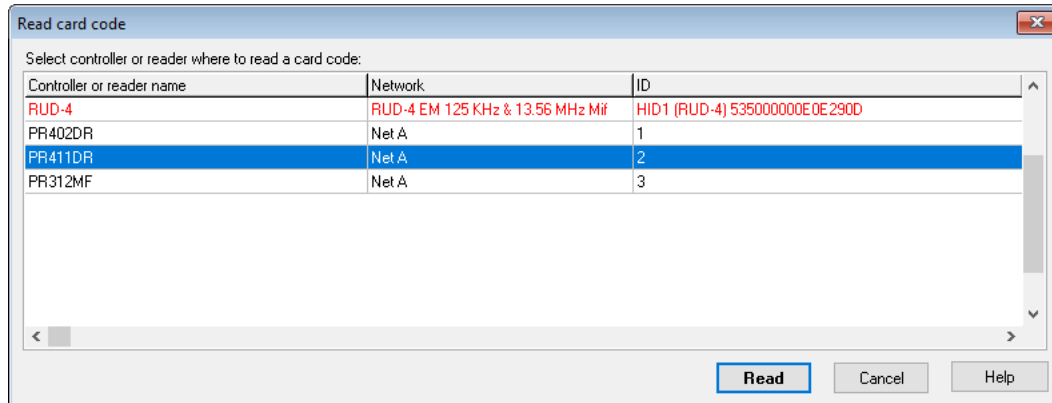 Read card code
Select controller or reader where to read a card code:
Controller or reader name Network ID
RUD-4 RUD-4 EM 125 KHz & 13.56 MHz Mif HID1 (RUD-4) 535000000E0E290D
PR402DR Net A 1
PR411DR Net A 2
PR312MF Net A 3
Read Cancel Help